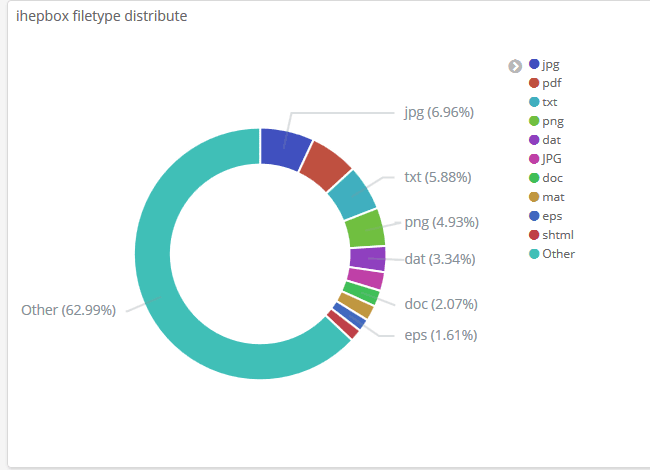 ihepbox filetype distribute
jpg (6.96%)
txt (5.88%)
png (4.93%)
dat (3.34%)
doc (2.07%)
eps (1.61%)
Other (62.99%)
jpg
pdf
txt
png
dat
JPG
doc
mat
eps
shtml
Other